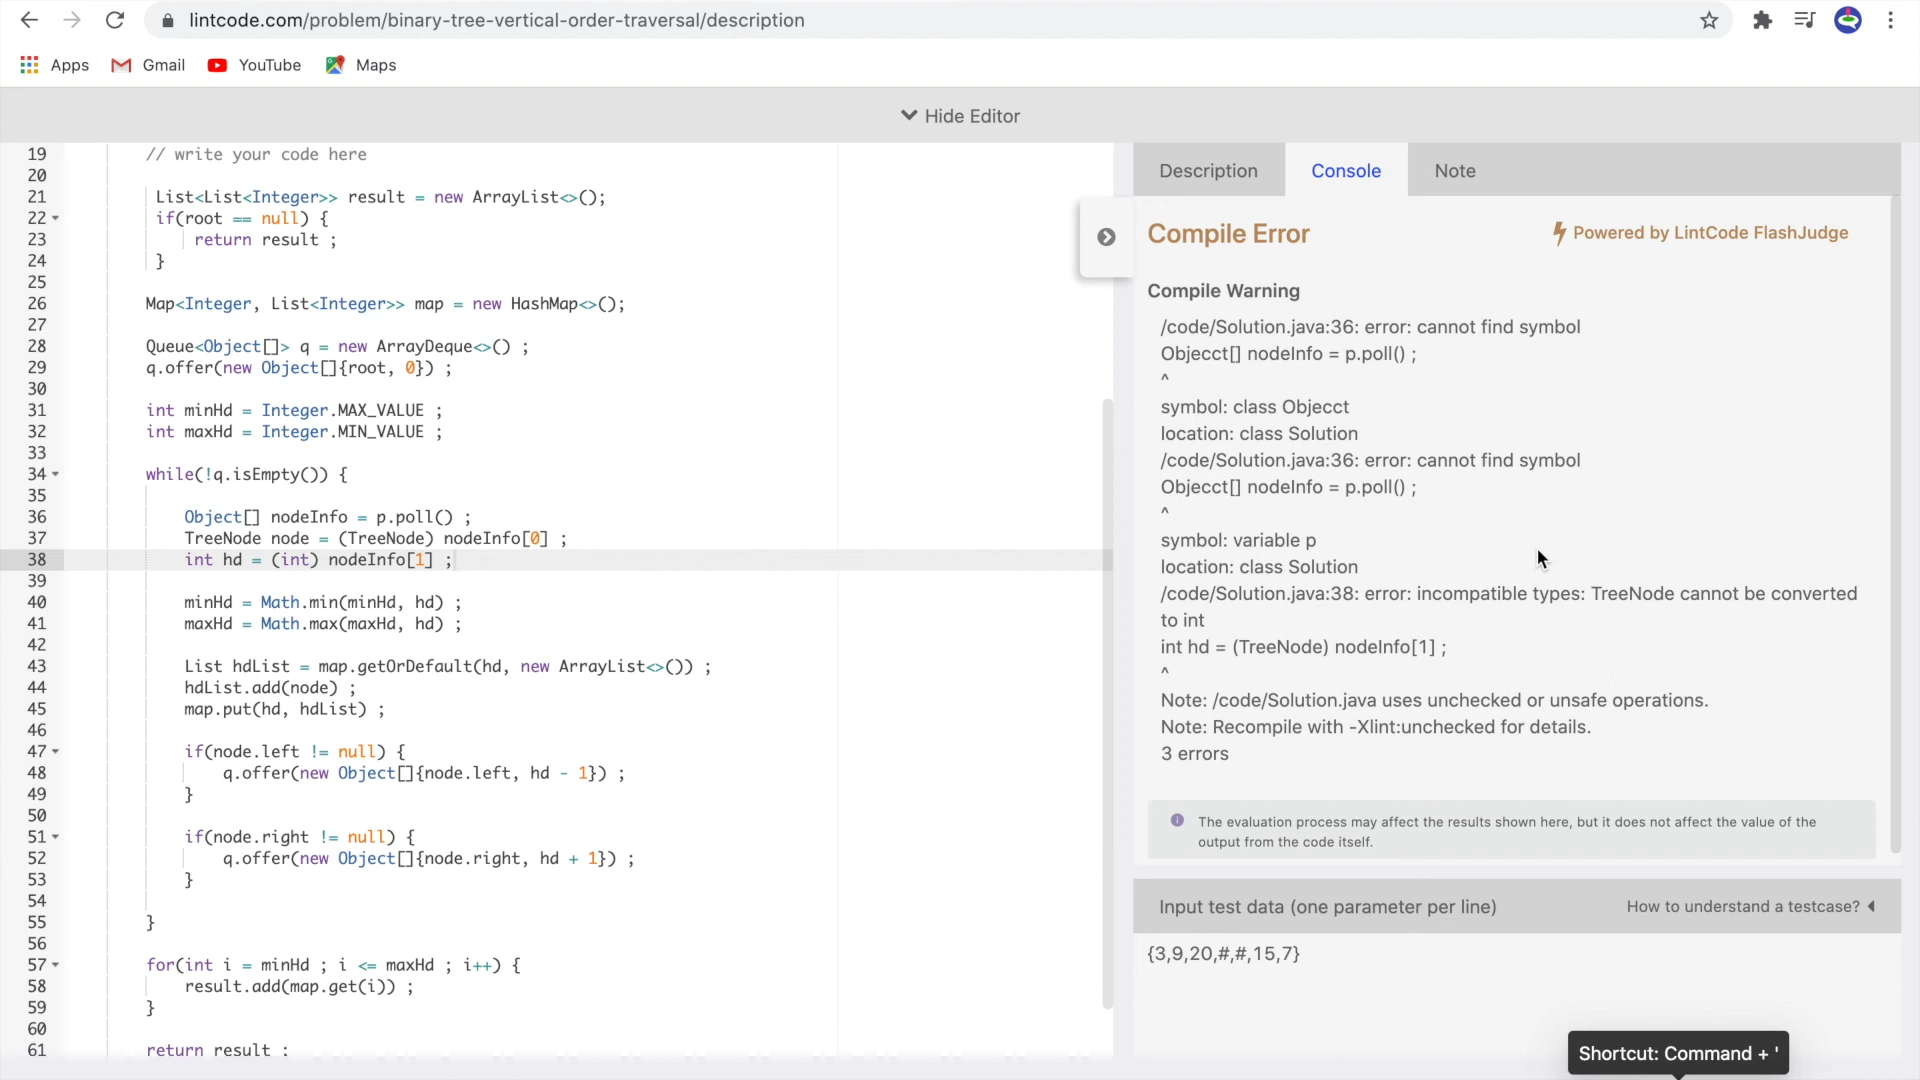 lintcode.com/problem/binary-tree-vertical-order-traversal/description
Apps Gmail YouTube Maps
Hide Editor
19 // write your code here
20
21 List<List<Integer>> result = new ArrayList<>();
22 if(root == null) {
23 return result ;
24 }
25
26 Map<Integer, List<Integer>> map = new HashMap<>();
27
28 Queue<Object[]> q = new ArrayDeque<>() ;
29 q.offer(new Object[]{root, 0}) ;
30
31 int minHd = Integer.MAX_VALUE ;
32 int maxHd = Integer.MIN_VALUE ;
33
34 while(!q.isEmpty()) {
35
36 Object[] nodeInfo = p.poll() ;
37 TreeNode node = (TreeNode) nodeInfo[0] ;
38 int hd = (int) nodeInfo[1] ;
39
40 minHd = Math.min(minHd, hd) ;
41 maxHd = Math.max(maxHd, hd) ;
42
43 List hdList = map.getOrDefault(hd, new ArrayList<>()) ;
44 hdList.add(node) ;
45 map.put(hd, hdList) ;
46
47 if(node.left != null) {
48 q.offer(new Object[]{node.left, hd - 1}) ;
49 }
50
51 if(node.right != null) {
52 q.offer(new Object[]{node.right, hd + 1}) ;
53 }
54
55 }
56
57 for(int i = minHd ; i <= maxHd ; i++) {
58 result.add(map.get(i)) ;
59 }
60
61 return result ;
Description Console Note
Compile Error
Powered by LintCode FlashJudge
Compile Warning
/code/Solution.java:36: error: cannot find symbol
Objecct[] nodeInfo = p.poll() ;
^
symbol: class Objecct
location: class Solution
/code/Solution.java:36: error: cannot find symbol
Objecct[] nodeInfo = p.poll() ;
^
symbol: variable p
location: class Solution
/code/Solution.java:38: error: incompatible types: TreeNode cannot be converted
to int
int hd = (TreeNode) nodeInfo[1] ;
^
Note: /code/Solution.java uses unchecked or unsafe operations.
Note: Recompile with -Xlint:unchecked for details.
3 errors
The evaluation process may affect the results shown here, but it does not affect the value of the
output from the code itself.
Input test data (one parameter per line)
How to understand a testcase?
{3,9,20,#,#,15,7}
Shortcut: Command + '